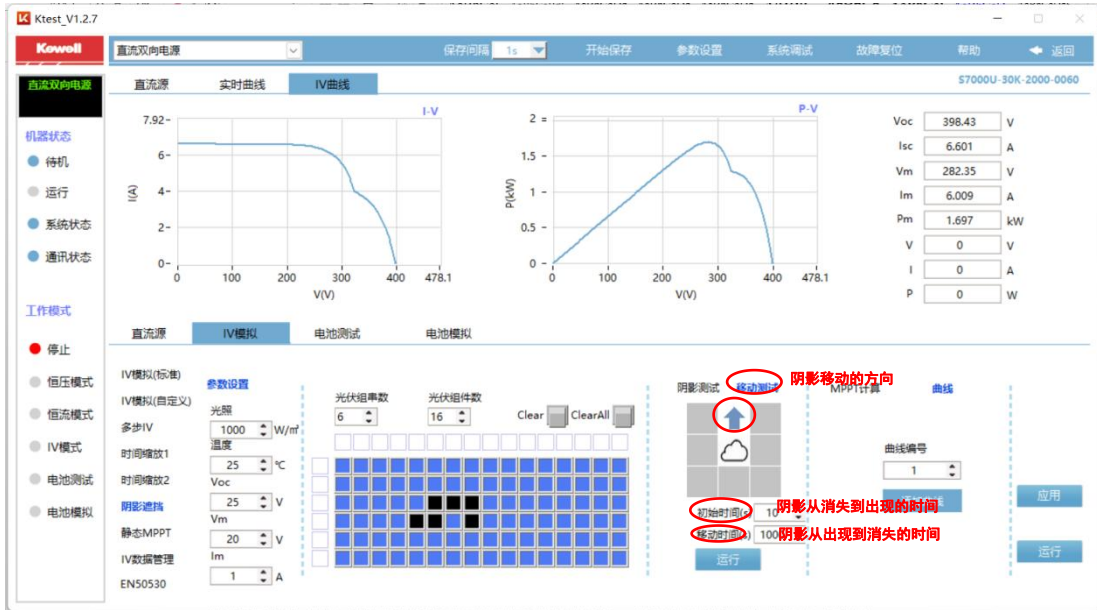 Ktest_V1.2.7
Kowell
直流双向电源
保存间隔 1s
开始保存
参数设置
系统调试
故障复位
帮助
返回
直流双向电源
机器状态
待机
运行
系统状态
通讯状态
工作模式
停止
恒压模式
恒流模式
IV模式
电池测试
电池模拟
直流源
实时曲线
IV曲线
S7000U-30K-2000-0060
I-V
7.92
6
4
2
0
I(A)
0 100 200 300 400 478.1
V(V)
P-V
2
1.5
1
0.5
0
P(kW)
0 100 200 300 400 478.1
V(V)
Voc 398.43 V
Isc 6.601 A
Vm 282.35 V
Im 6.009 A
Pm 1.697 kW
V 0 V
I 0 A
P 0 W
直流源
IV模拟
电池测试
电池模拟
IV模拟(标准)
IV模拟(自定义)
多步IV
时间缩放1
时间缩放2
阴影遮挡
静态MPPT
IV数据管理
EN50530
参数设置
光照
1000 W/㎡
温度
25 ℃
Voc
25 V
Vm
20 V
Im
1 A
光伏组串数
6
光伏组件数
16
Clear
ClearAll
阴影测试
移动测试
阴影移动的方向
初始时间(s) 10
阴影从消失到出现的时间
移动时间(s) 100
阴影从出现到消失的时间
运行
MPPT计算
曲线
曲线编号
1
应用
运行